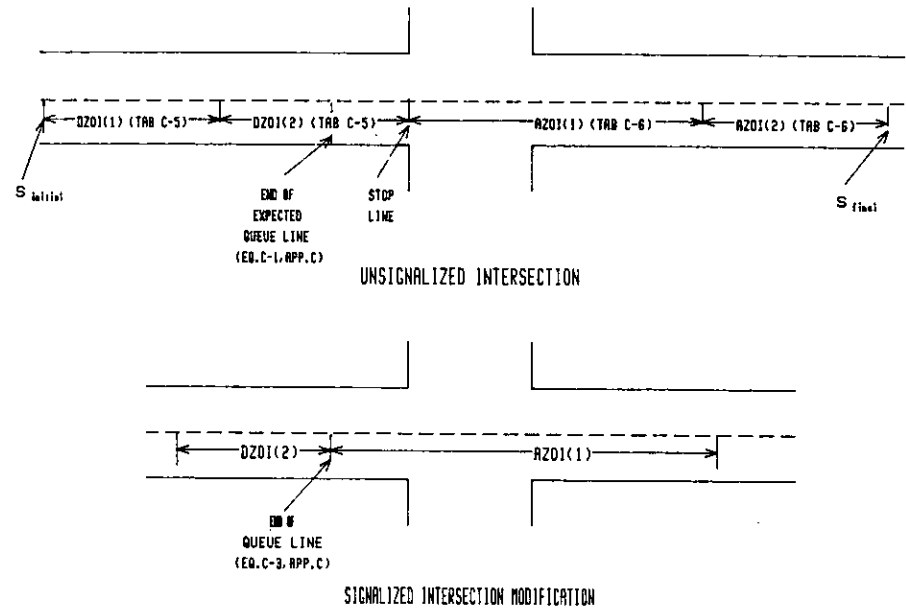 DZOI(1) (TAB C-5) DZOI(2) (TAB C-5) AZOI(1) (TAB C-6) AZOI(2) (TAB C-6)
S initial
END OF
EXPECTED
QUEUE LINE
(EQ.C-1,APP.C)
STOP
LINE
S final
UNSIGNALIZED INTERSECTION
DZOI(2) AZOI(1)
END OF
QUEUE LINE
(EQ.C-3,APP.C)
SIGNALIZED INTERSECTION MODIFICATION